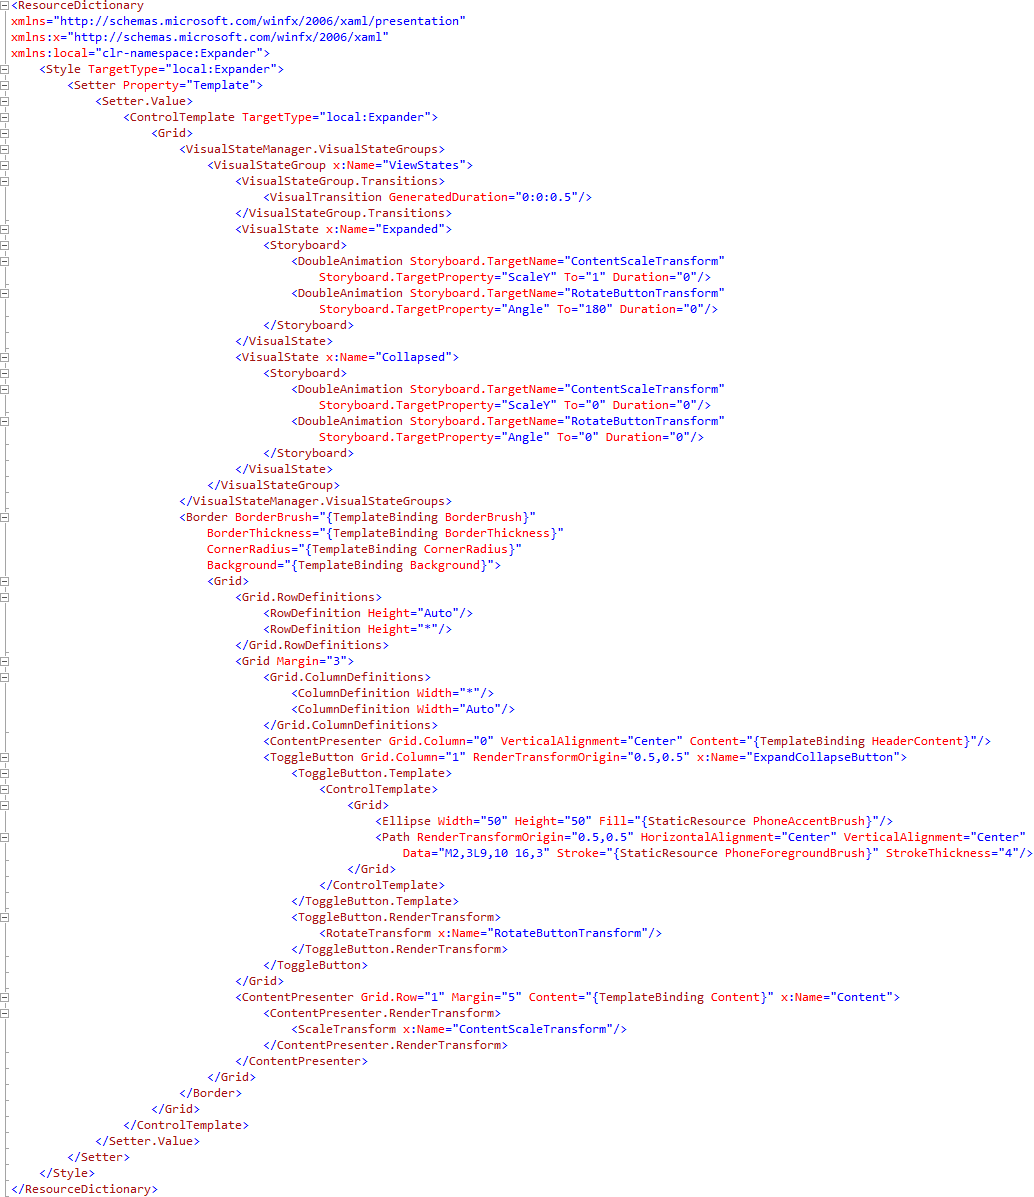 <ResourceDictionary
xmlns="http://schemas.microsoft.com/winfx/2006/xaml/presentation"
xmlns:x="http://schemas.microsoft.com/winfx/2006/xaml"
xmlns:local="clr-namespace:Expander">
<Style TargetType="local:Expander">
<Setter Property="Template">
<Setter.Value>
<ControlTemplate TargetType="local:Expander">
<Grid>
<VisualStateManager.VisualStateGroups>
<VisualStateGroup x:Name="ViewStates">
<VisualStateGroup.Transitions>
<VisualTransition GeneratedDuration="0:0:0.5"/>
</VisualStateGroup.Transitions>
<VisualState x:Name="Expanded">
<Storyboard>
<DoubleAnimation Storyboard.TargetName="ContentScaleTransform"
Storyboard.TargetProperty="ScaleY" To="1" Duration="0"/>
<DoubleAnimation Storyboard.TargetName="RotateButtonTransform"
Storyboard.TargetProperty="Angle" To="180" Duration="0"/>
</Storyboard>
</VisualState>
<VisualState x:Name="Collapsed">
<Storyboard>
<DoubleAnimation Storyboard.TargetName="ContentScaleTransform"
Storyboard.TargetProperty="ScaleY" To="0" Duration="0"/>
<DoubleAnimation Storyboard.TargetName="RotateButtonTransform"
Storyboard.TargetProperty="Angle" To="0" Duration="0"/>
</Storyboard>
</VisualState>
</VisualStateGroup>
</VisualStateManager.VisualStateGroups>
<Border BorderBrush="{TemplateBinding BorderBrush}"
BorderThickness="{TemplateBinding BorderThickness}"
CornerRadius="{TemplateBinding CornerRadius}"
Background="{TemplateBinding Background}">
<Grid>
<Grid.RowDefinitions>
<RowDefinition Height="Auto"/>
<RowDefinition Height="*"/>
</Grid.RowDefinitions>
<Grid Margin="3">
<Grid.ColumnDefinitions>
<ColumnDefinition Width="*"/>
<ColumnDefinition Width="Auto"/>
</Grid.ColumnDefinitions>
<ContentPresenter Grid.Column="0" VerticalAlignment="Center" Content="{TemplateBinding HeaderContent}"/>
<ToggleButton Grid.Column="1" RenderTransformOrigin="0.5,0.5" x:Name="ExpandCollapseButton">
<ToggleButton.Template>
<ControlTemplate>
<Grid>
<Ellipse Width="50" Height="50" Fill="{StaticResource PhoneAccentBrush}"/>
<Path RenderTransformOrigin="0.5,0.5" HorizontalAlignment="Center" VerticalAlignment="Center"
Data="M2,3L9,10 16,3" Stroke="{StaticResource PhoneForegroundBrush}" StrokeThickness="4"/>
</Grid>
</ControlTemplate>
</ToggleButton.Template>
<ToggleButton.RenderTransform>
<RotateTransform x:Name="RotateButtonTransform"/>
</ToggleButton.RenderTransform>
</ToggleButton>
</Grid>
<ContentPresenter Grid.Row="1" Margin="5" Content="{TemplateBinding Content}" x:Name="Content">
<ContentPresenter.RenderTransform>
<ScaleTransform x:Name="ContentScaleTransform"/>
</ContentPresenter.RenderTransform>
</ContentPresenter>
</Grid>
</Border>
</Grid>
</ControlTemplate>
</Setter.Value>
</Setter>
</Style>
</ResourceDictionary>